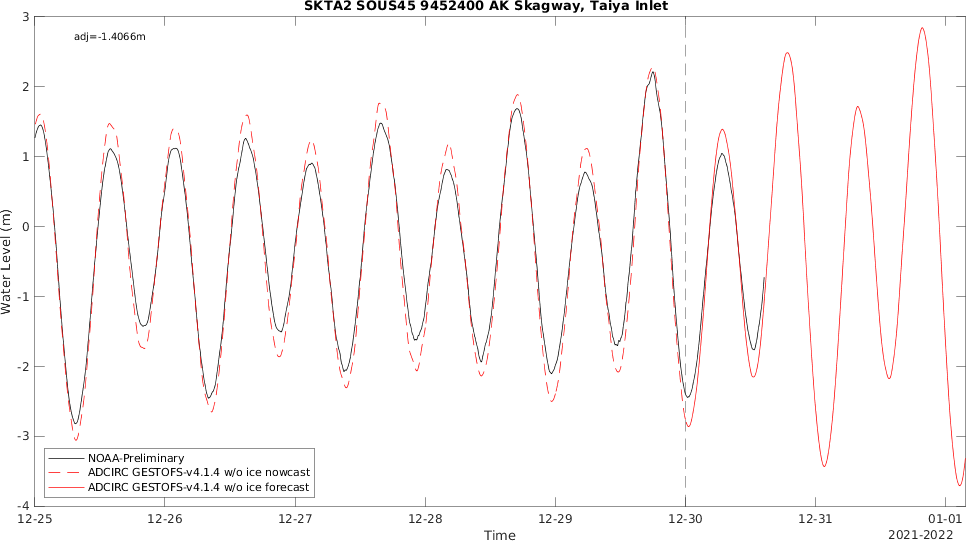 SKTA2 SOUS45 9452400 AK Skagway, Taiya Inlet
adj=-1.4066m
3
2
1
0
-1
-2
-3
-4
Water Level (m)
NOAA-Preliminary
ADCIRC GESTOFS-v4.1.4 w/o ice nowcast
ADCIRC GESTOFS-v4.1.4 w/o ice forecast
12-25 12-26 12-27 12-28 12-29 12-30 12-31 01-01
Time
2021-2022